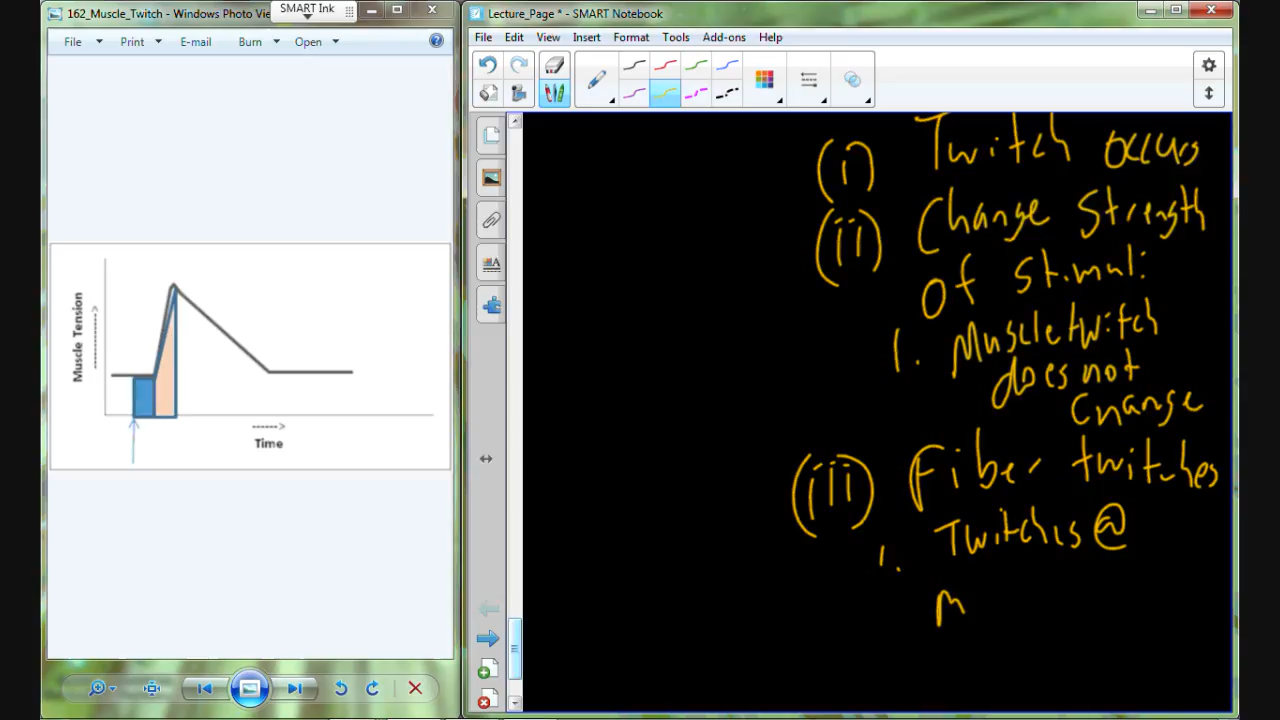 162_Muscle_Twitch - Windows Photo Vie
SMART Ink
File Print E-mail Burn Open
Muscle Tension
---->
Time
Lecture_Page * - SMART Notebook
File Edit View Insert Format Tools Add-ons Help
(i) Twitch occurs
(ii) Change Strength
Of Stimuli
1. Muscle twitch
does not
Change
(iii) Fiber twitches
1. Twitches @
M